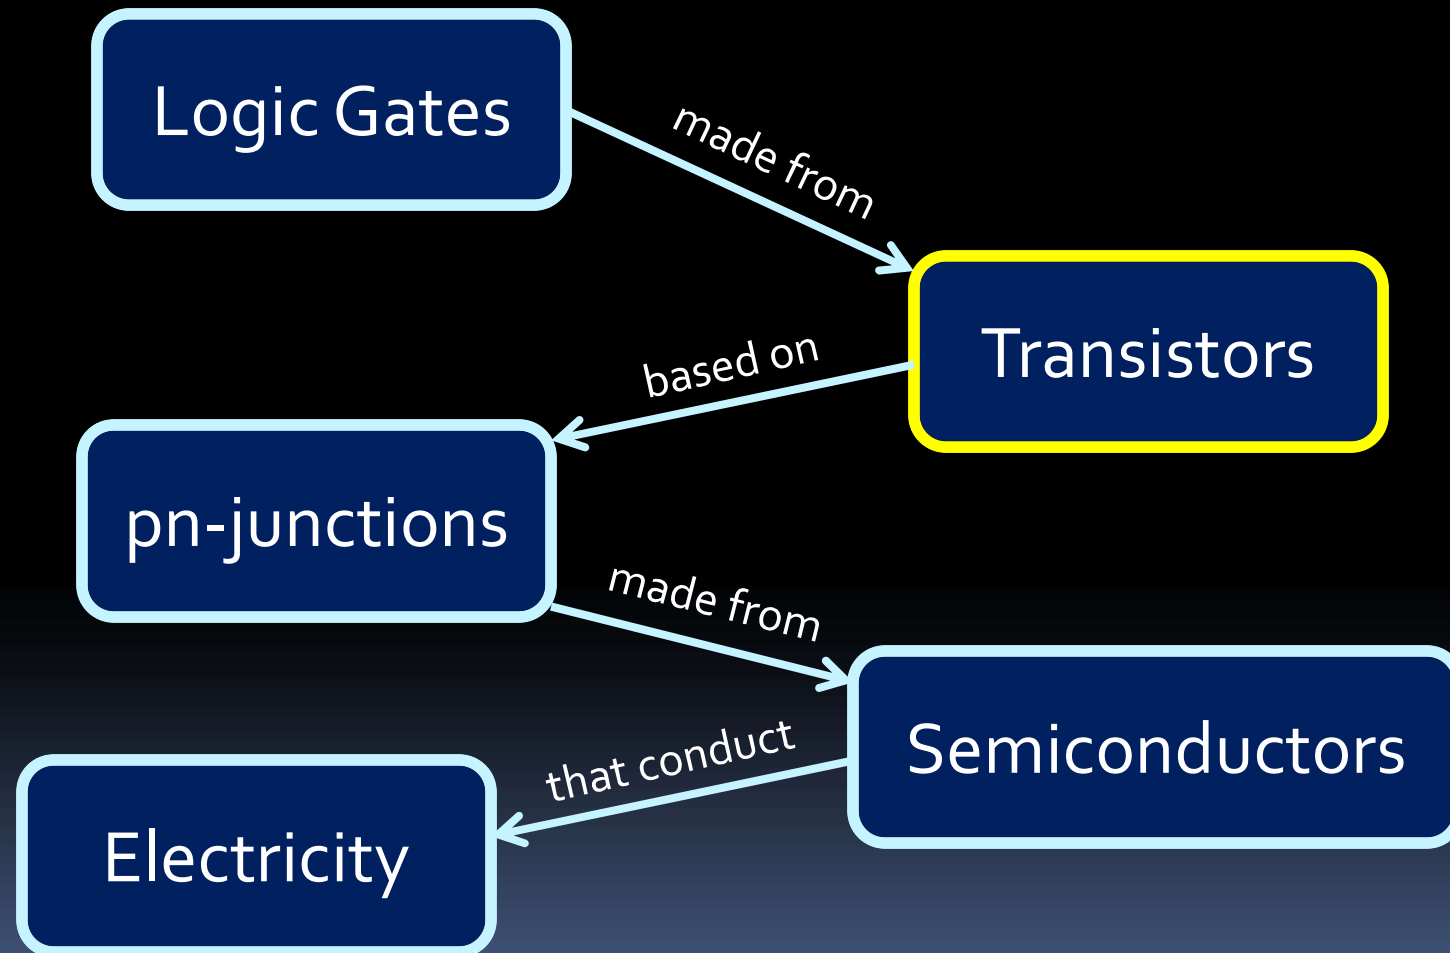 Logic Gates
made from
Transistors
based on
pn-junctions
made from
Semiconductors
that conduct
Electricity